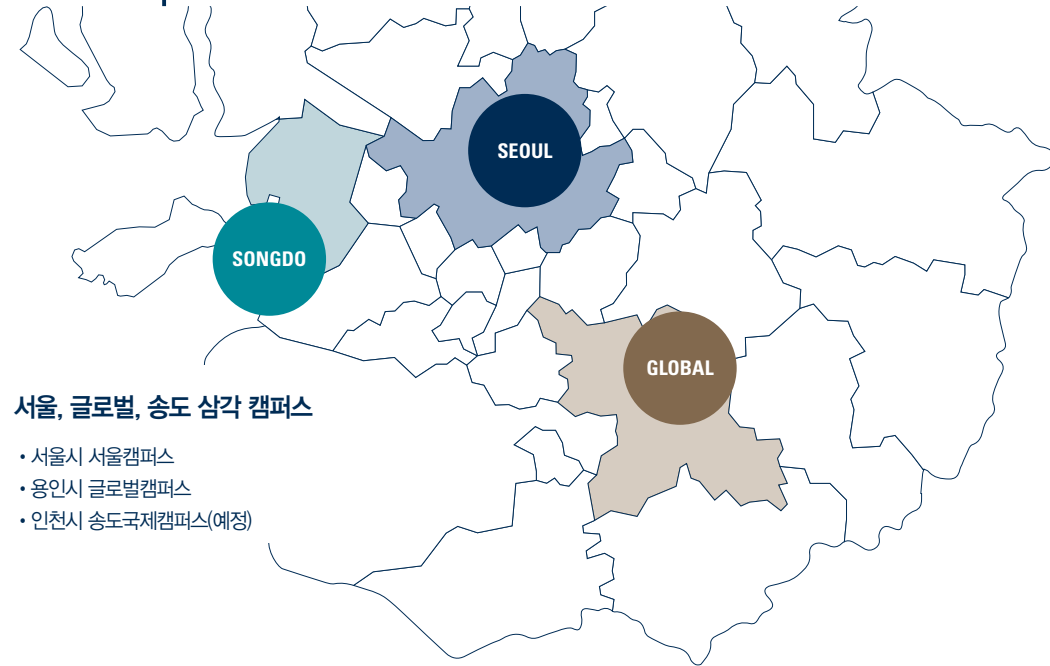 SEOUL
SONGDO
GLOBAL
서울, 글로벌, 송도 삼각 캠퍼스
• 서울시 서울캠퍼스
• 용인시 글로벌캠퍼스
• 인천시 송도국제캠퍼스(예정)